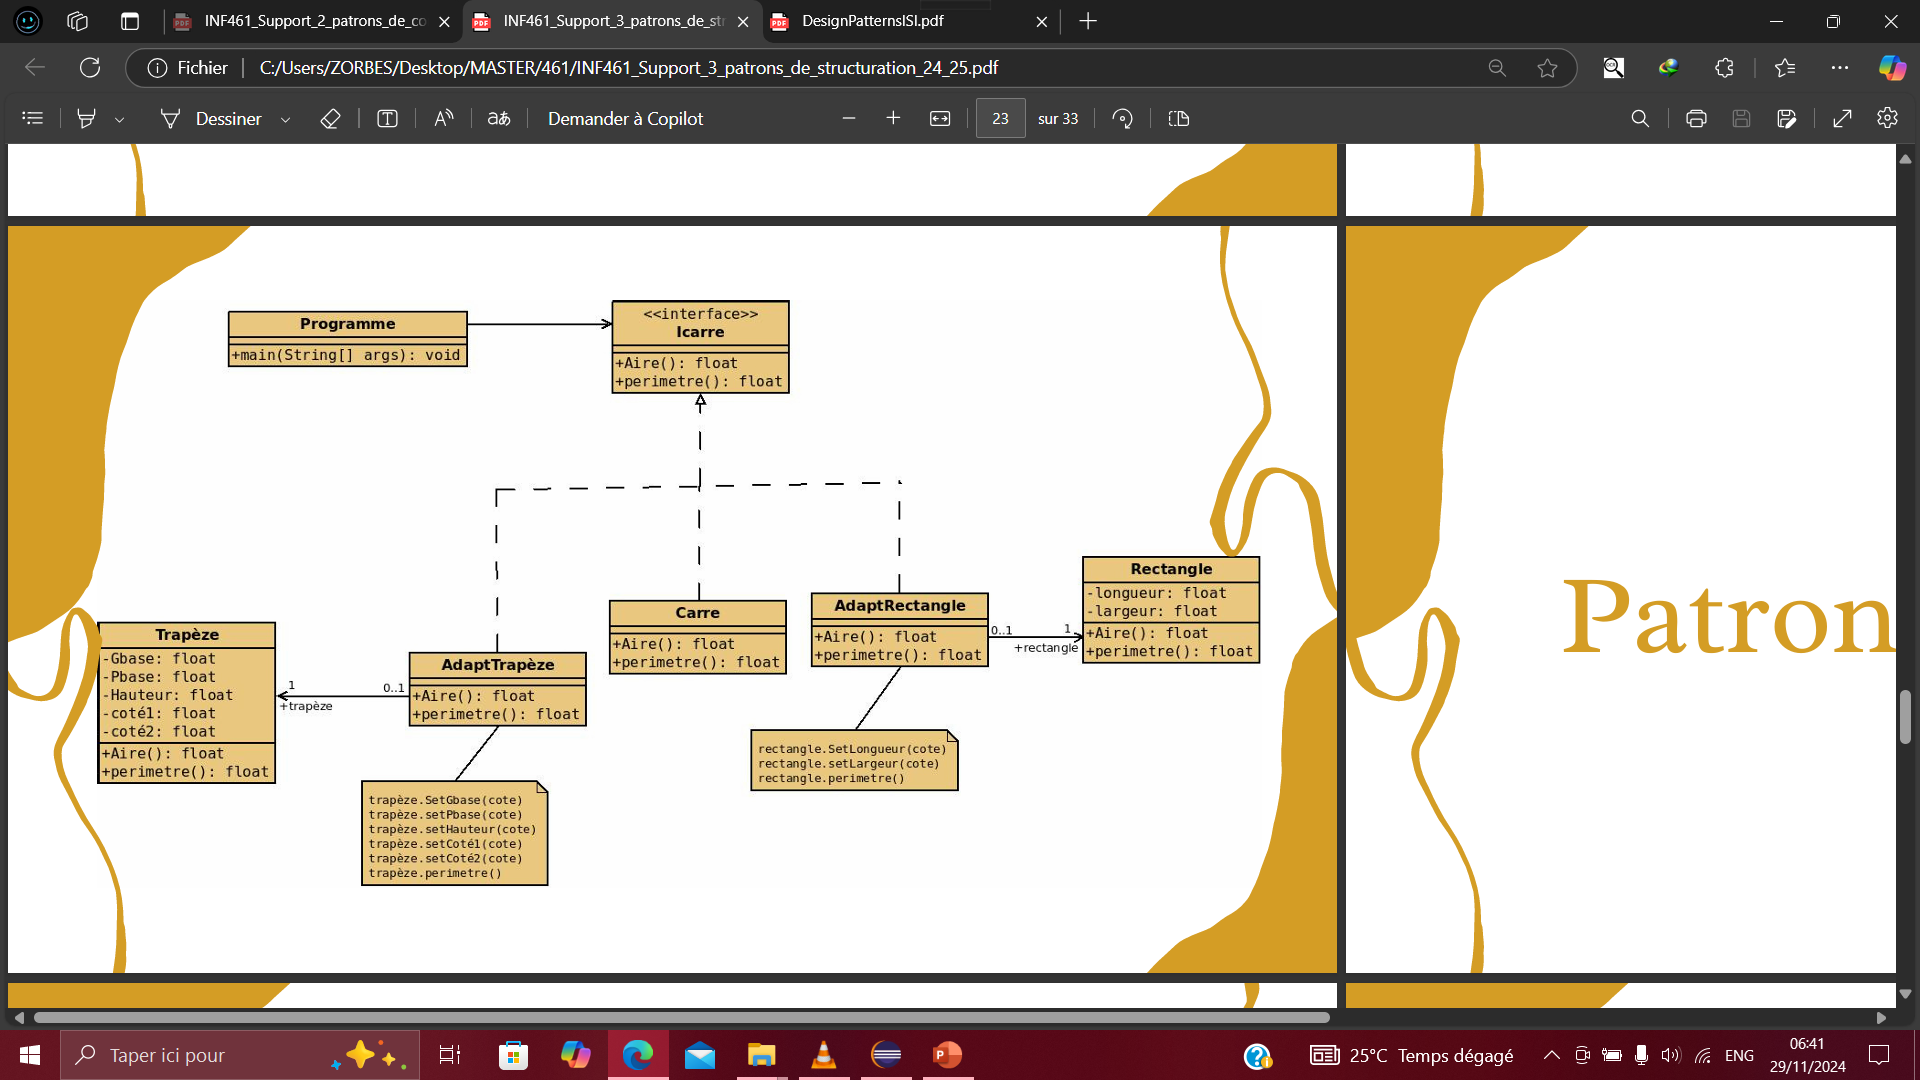 INF461_Support_2_patrons_de_co
INF461_Support_3_patrons_de_str
DesignPatternsISI.pdf
Fichier
C:/Users/ZORBES/Desktop/MASTER/461/INF461_Support_3_patrons_de_structuration_24_25.pdf
Dessiner
Demander à Copilot
23
sur 33
Programme
+main(String[] args): void
<<interface>>
Icarre
+Aire(): float
+perimetre(): float
Trapèze
-Gbase: float
-Pbase: float
-Hauteur: float
-coté1: float
-coté2: float
+Aire(): float
+perimetre(): float
1
+trapèze
0..1
AdaptTrapèze
+Aire(): float
+perimetre(): float
trapèze.SetGbase(cote)
trapèze.setPbase(cote)
trapèze.setHauteur(cote)
trapèze.setCoté1(cote)
trapèze.setCoté2(cote)
trapèze.perimetre()
Carre
+Aire(): float
+perimetre(): float
AdaptRectangle
+Aire(): float
+perimetre(): float
0..1
1
+rectangle
rectangle.SetLongueur(cote)
rectangle.setLargeur(cote)
rectangle.perimetre()
Rectangle
-longueur: float
-largeur: float
+Aire(): float
+perimetre(): float
Patron
Taper ici pour
25°C Temps dégagé
ENG
06:41
29/11/2024